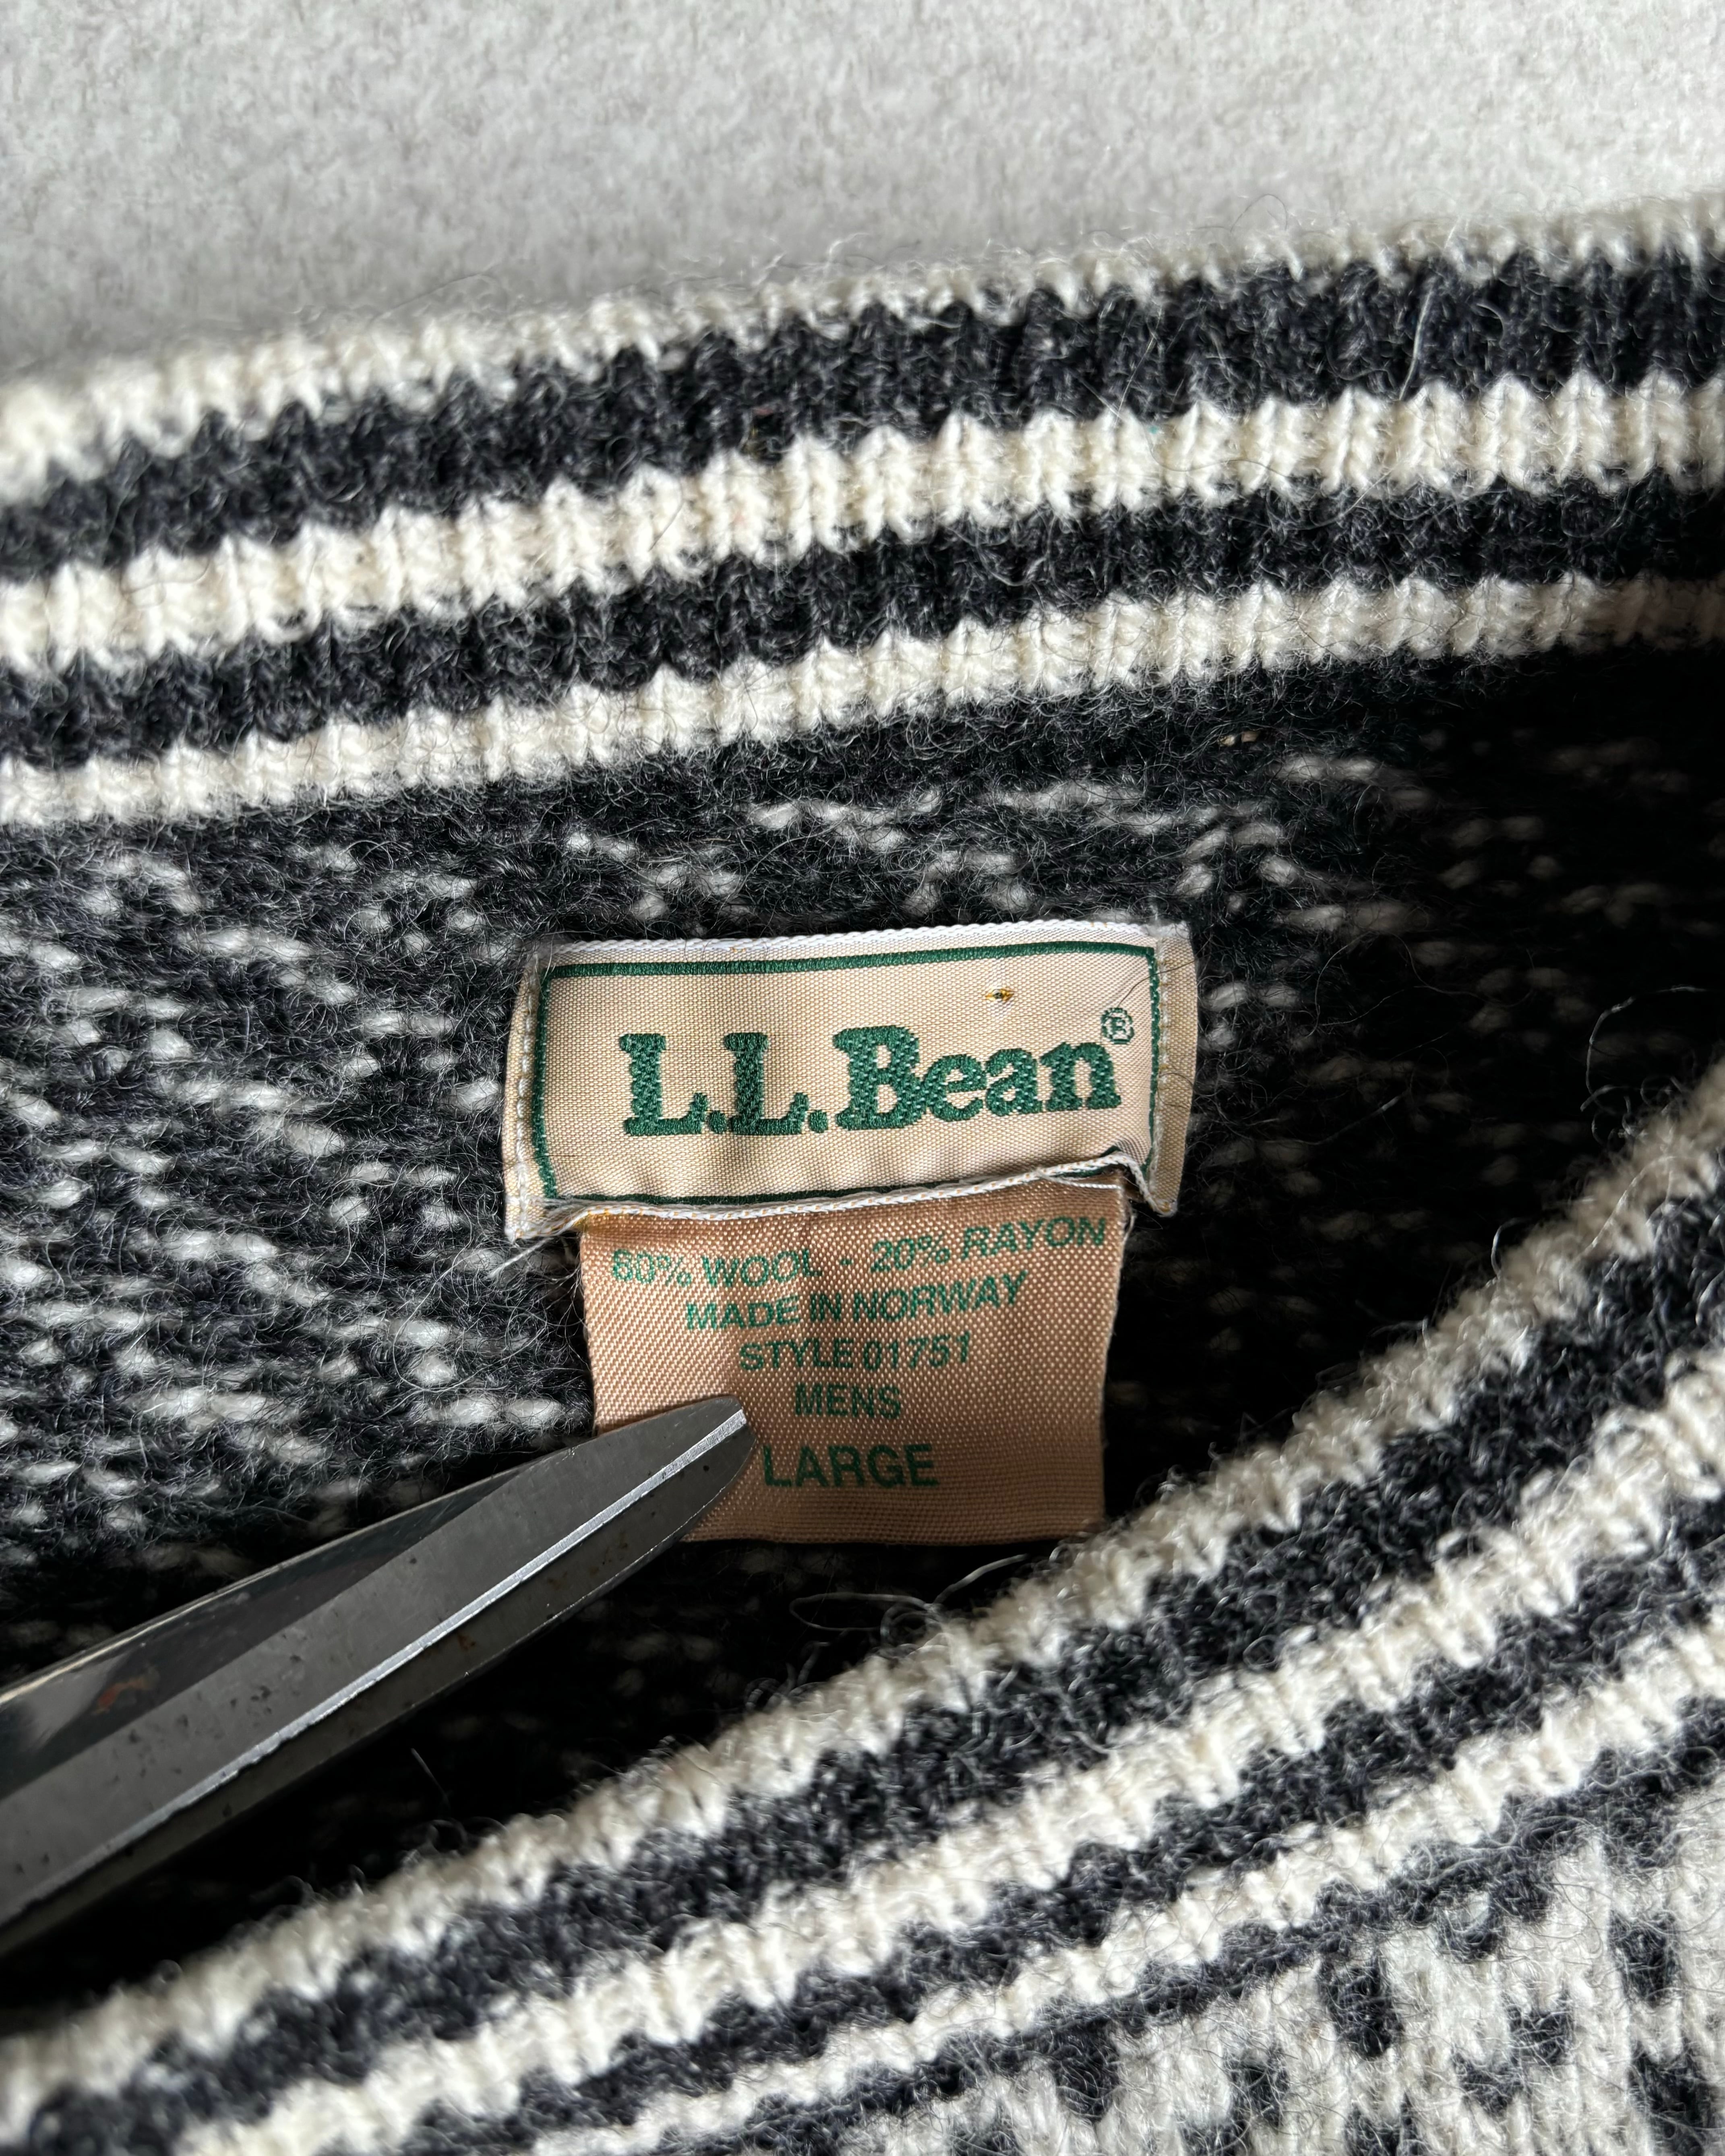 L.L.Bean®
80% WOOL - 20% RAYON
MADE IN NORWAY
STYLE 01751
MENS
LARGE